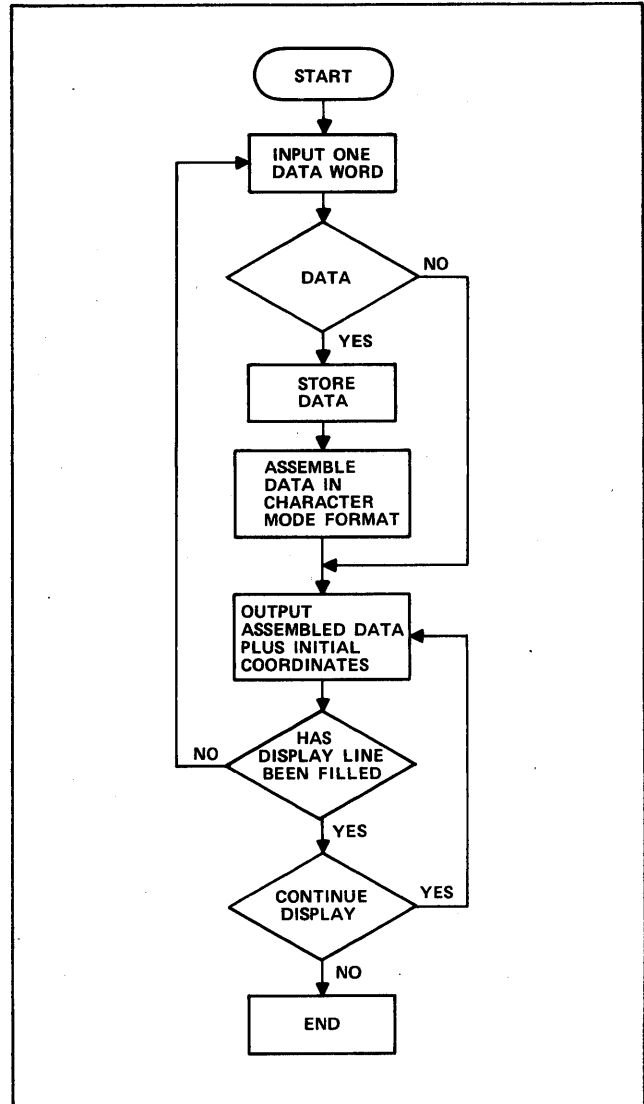 START
INPUT ONE
DATA WORD
DATA
NO
YES
STORE
DATA
ASSEMBLE
DATA IN
CHARACTER
MODE FORMAT
OUTPUT
ASSEMBLED DATA
PLUS INITIAL
COORDINATES
HAS
DISPLAY LINE
BEEN FILLED
NO
YES
CONTINUE
DISPLAY
YES
NO
END